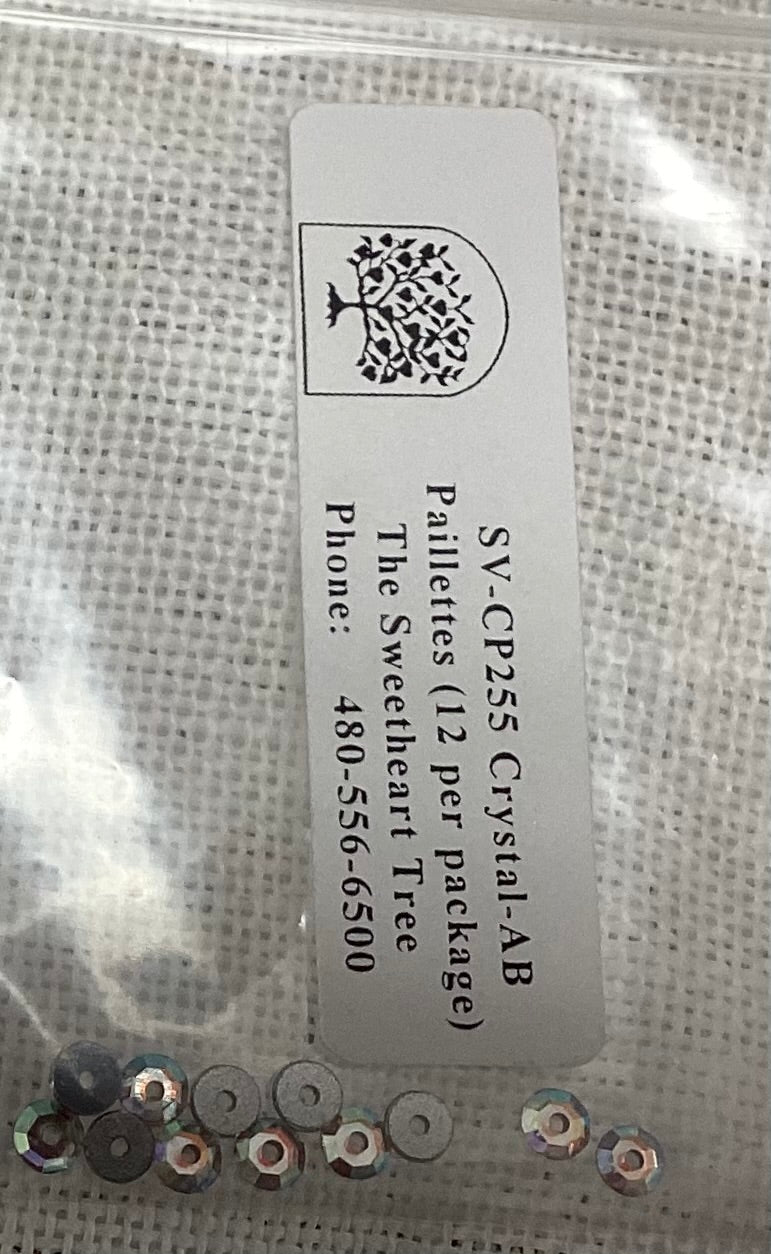 SV-CP255 Crystal-AB
Paillettes (12 per package)
The Sweetheart Tree
Phone: 480-556-6500